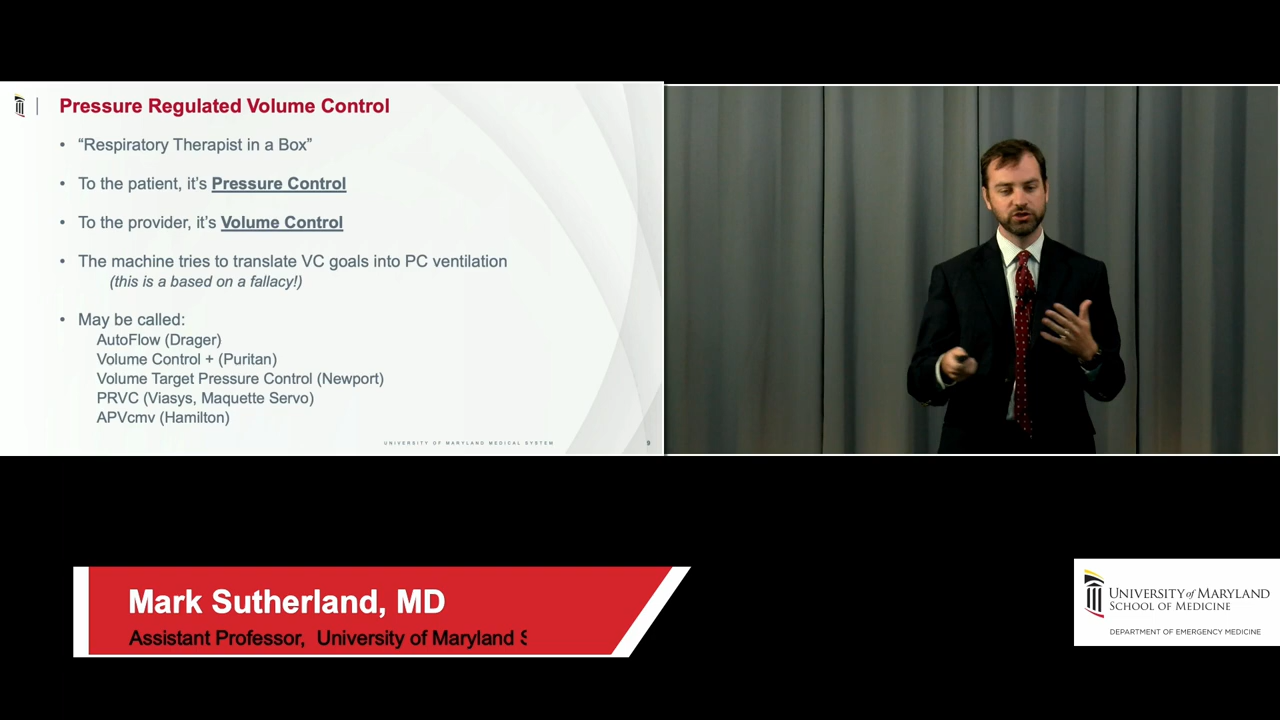 Pressure Regulated Volume Control
• “Respiratory Therapist in a Box”
• To the patient, it’s Pressure Control
• To the provider, it’s Volume Control
• The machine tries to translate VC goals into PC ventilation
(this is a based on a fallacy!)
• May be called:
AutoFlow (Drager)
Volume Control + (Puritan)
Volume Target Pressure Control (Newport)
PRVC (Viasys, Maquette Servo)
APVcmv (Hamilton)
UNIVERSITY OF MARYLAND MEDICAL SYSTEM
9
Mark Sutherland, MD
Assistant Professor, University of Maryland S
UNIVERSITY of MARYLAND
SCHOOL OF MEDICINE
DEPARTMENT OF EMERGENCY MEDICINE